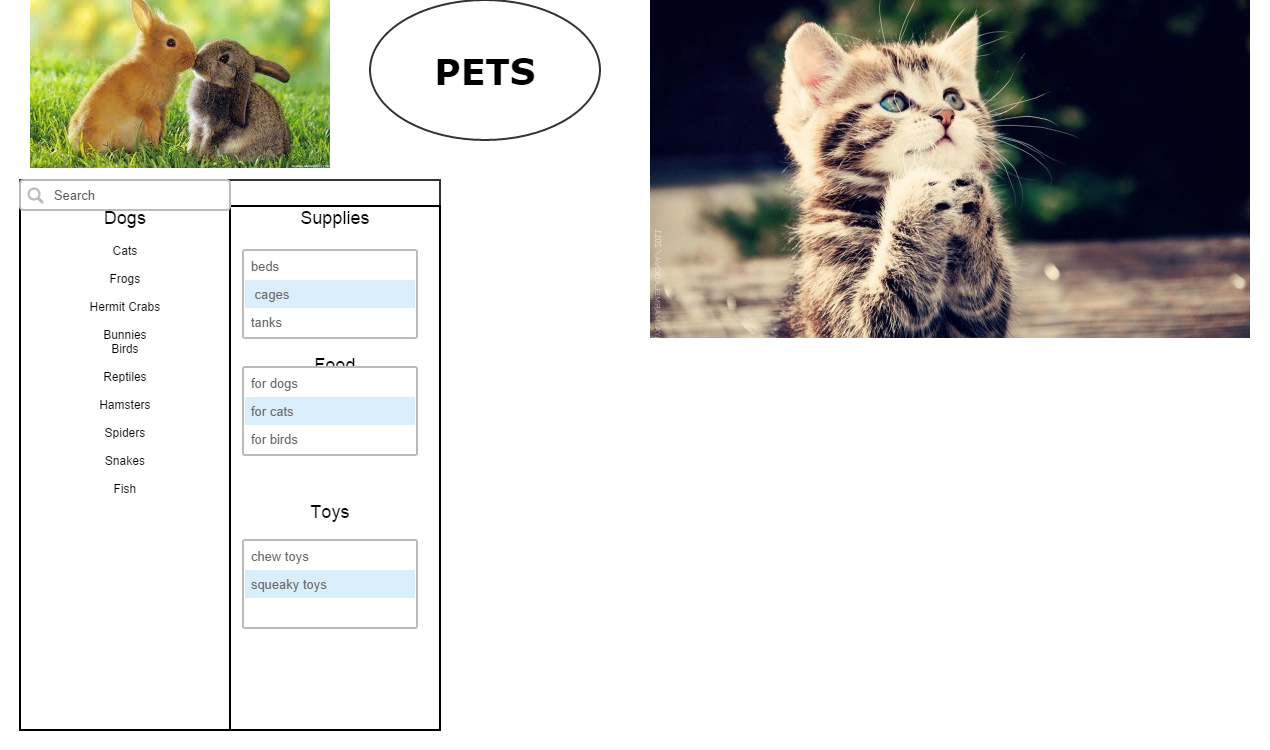 PETS
Search
Dogs
Cats
Frogs
Hermit Crabs
Bunnies
Birds
Reptiles
Hamsters
Spiders
Snakes
Fish
Supplies
beds
cages
tanks
Food
for dogs
for cats
for birds
Toys
chew toys
squeaky toys